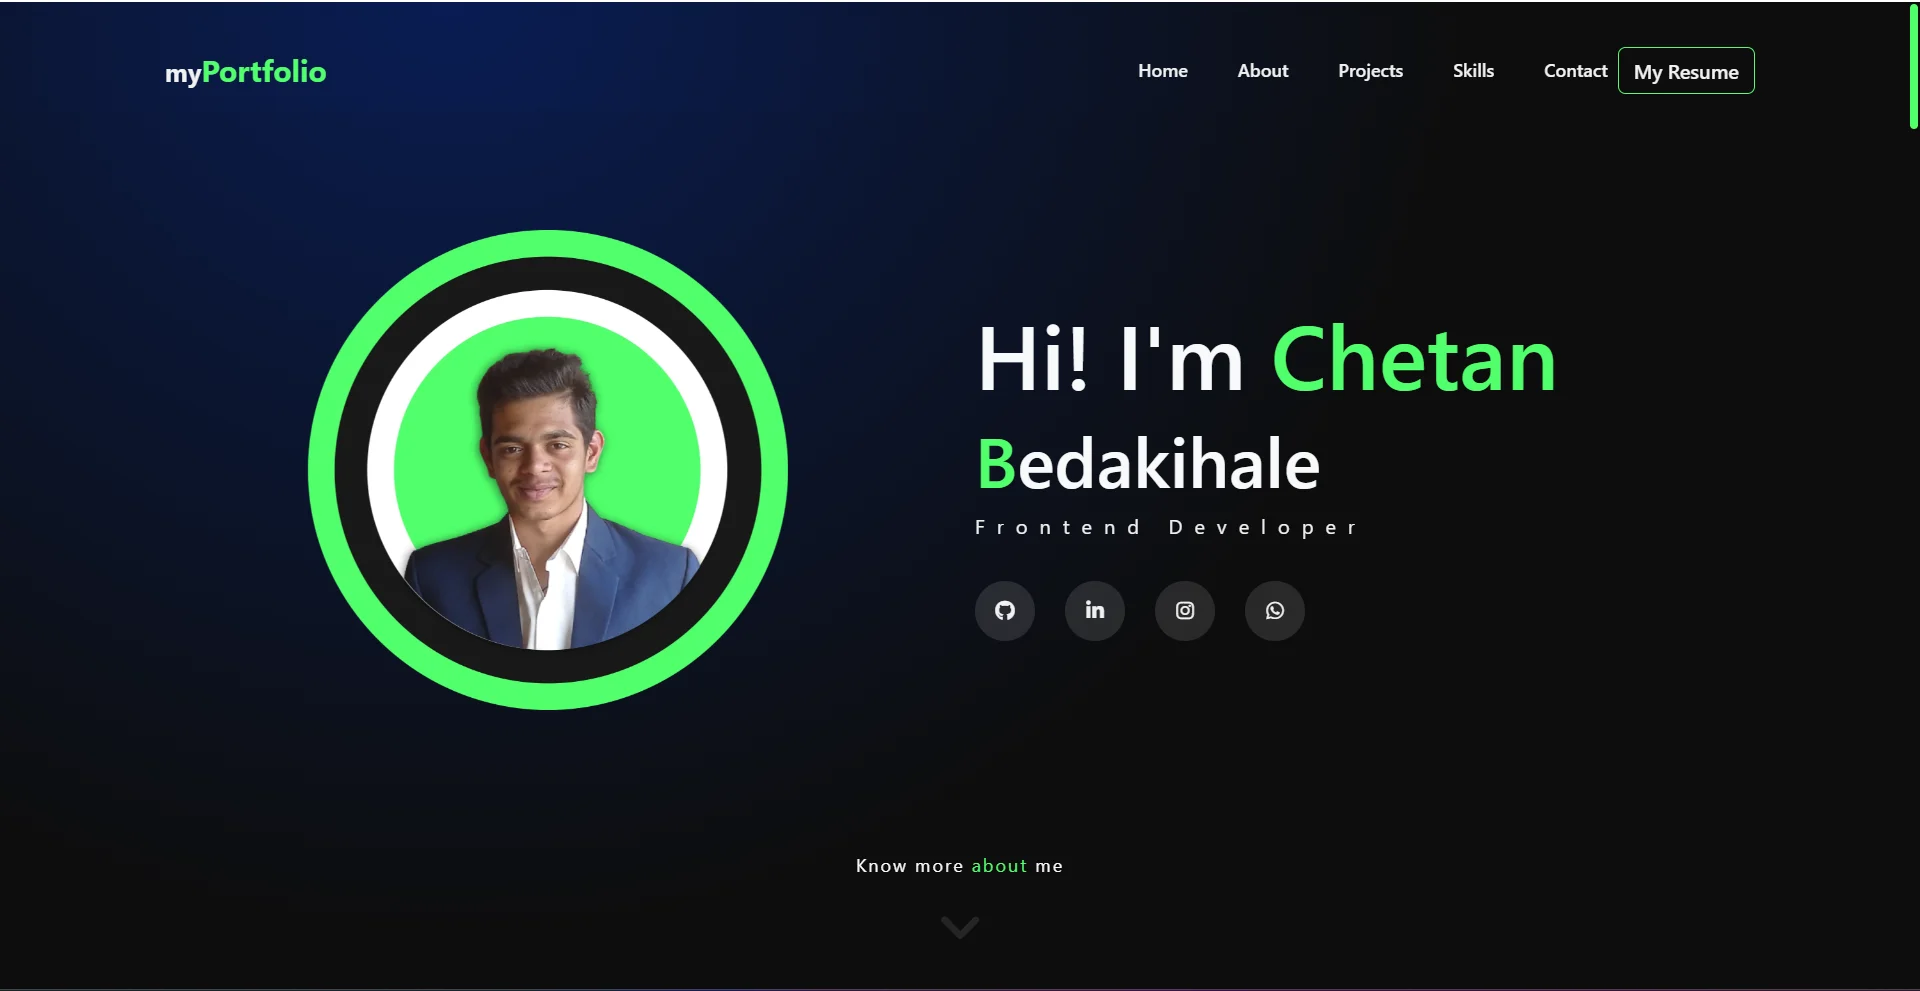 myPortfolio
Home About Projects Skills Contact My Resume
Hi! I'm Chetan
Bedakihale
Frontend Developer
in
Know more about me